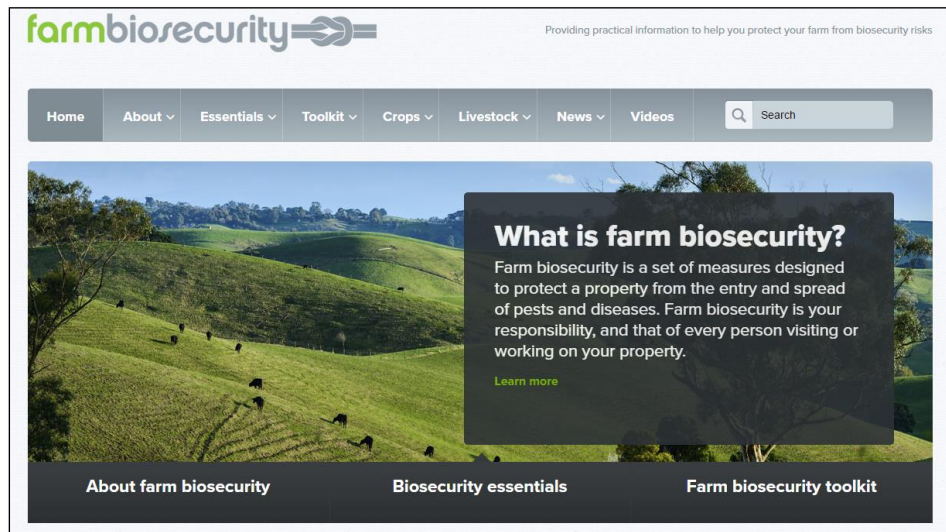 farmbiosecurity
Providing practical information to help you protect your farm from biosecurity risks
Home About Essentials Toolkit Crops Livestock News Videos Search
What is farm biosecurity?
Farm biosecurity is a set of measures designed
to protect a property from the entry and spread
of pests and diseases. Farm biosecurity is your
responsibility, and that of every person visiting or
working on your property.
Learn more
About farm biosecurity Biosecurity essentials Farm biosecurity toolkit